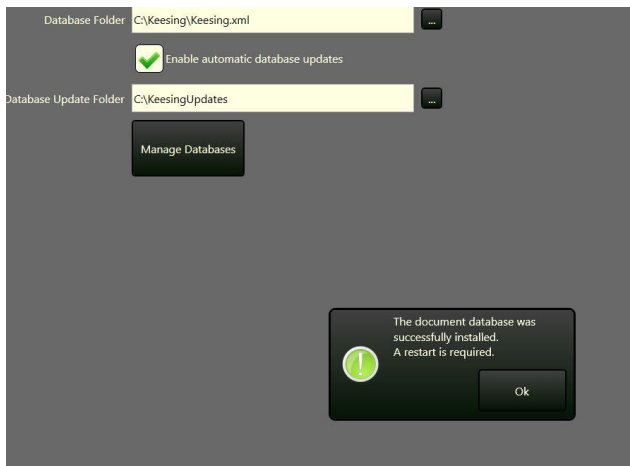 Database Folder C:\Keesing\Keesing.xml ...
Enable automatic database updates
Database Update Folder C:\KeesingUpdates ...
Manage Databases
The document database was
successfully installed.
A restart is required.
Ok